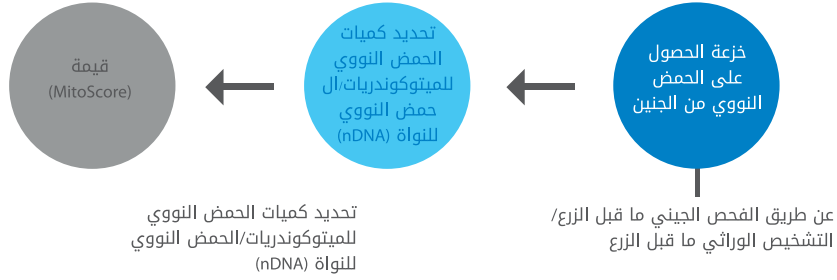 خزعة الحصول
على الحمض
النووي من الجنين
تحديد كميات
الحمض النووي
للميتوكوندريات/ال
حمض النووي
للنواة (nDNA)
قيمة
(MitoScore)
عن طريق الفحص الجيني ما قبل الزرع/
التشخيص الوراثي ما قبل الزرع
تحديد كميات الحمض النووي
للميتوكوندريات/الحمض النووي
للنواة (nDNA)